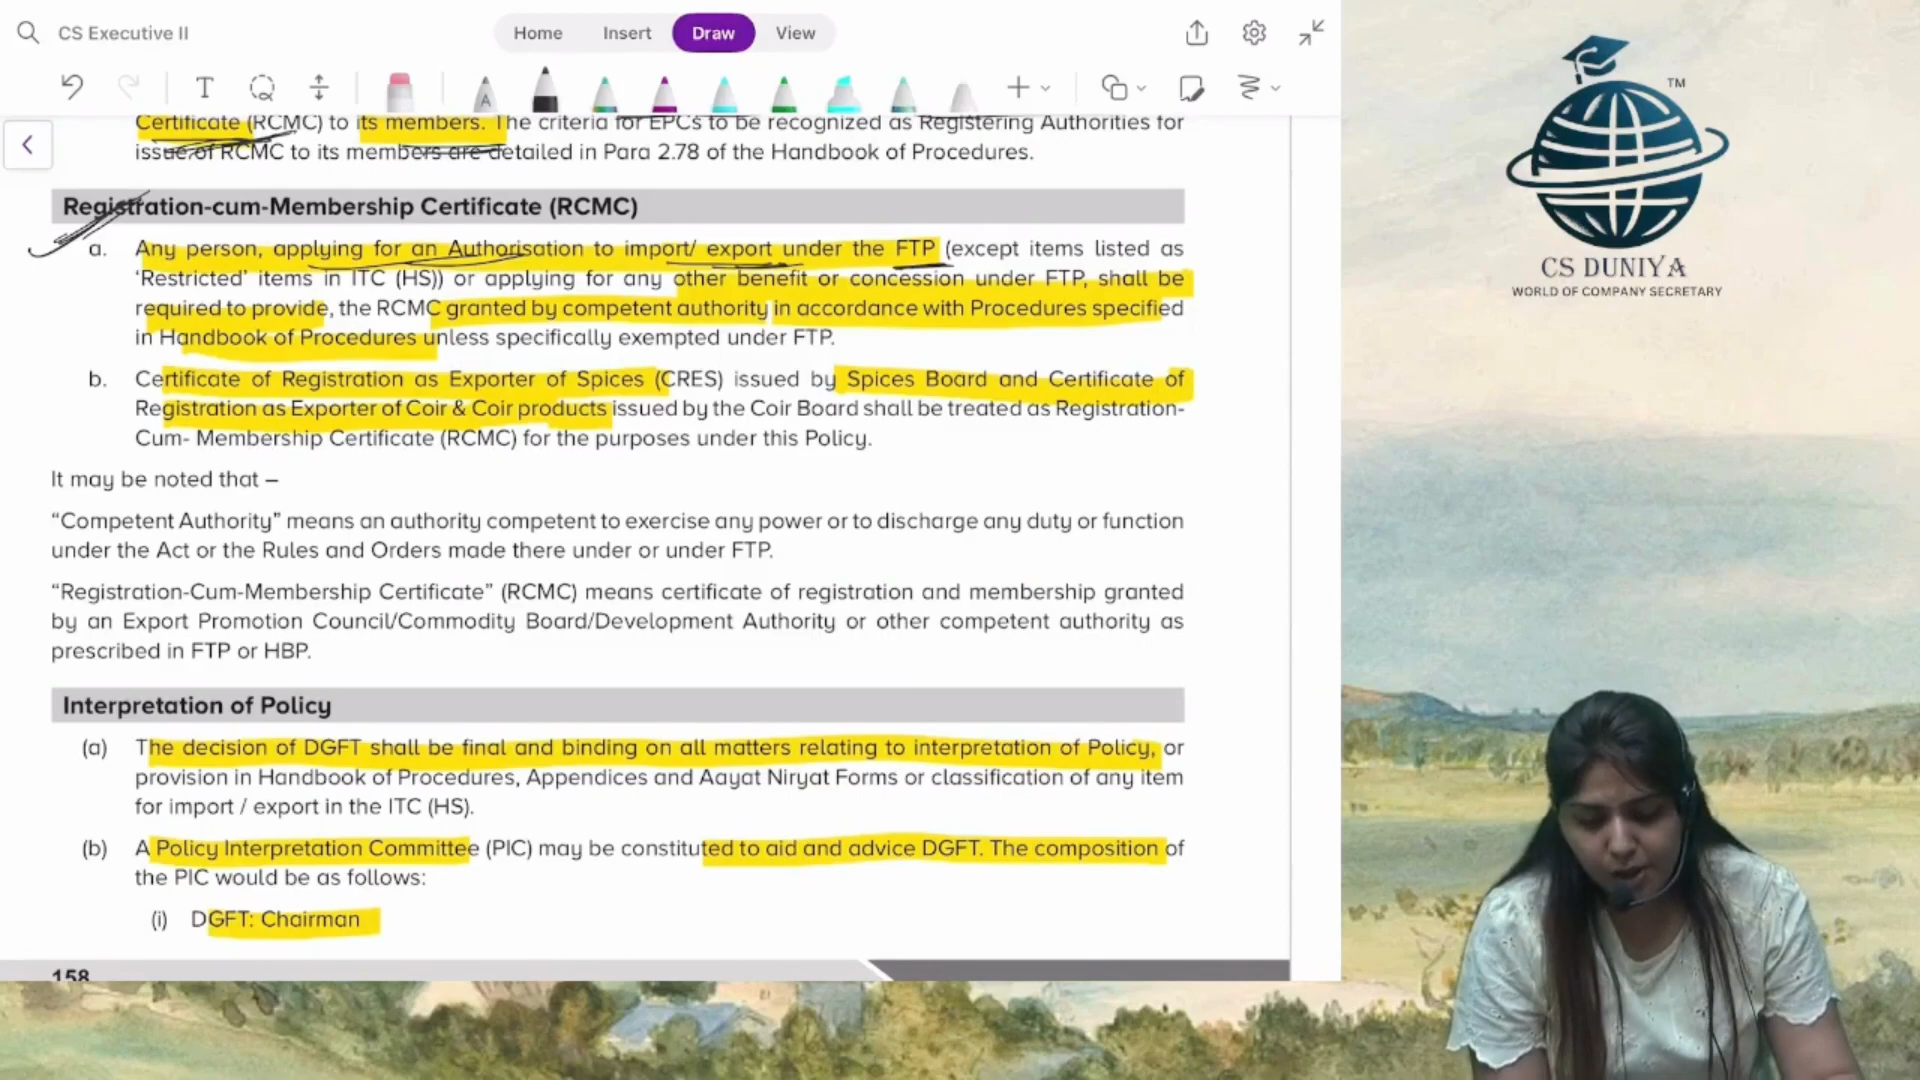 CS Executive II
Home Insert Draw View
T
A
Certificate (RCMC) to its members. The criteria for EPCs to be recognized as Registering Authorities for
issue of RCMC to its members are detailed in Para 2.78 of the Handbook of Procedures.
Registration-cum-Membership Certificate (RCMC)
a. Any person, applying for an Authorisation to import/ export under the FTP (except items listed as
‘Restricted’ items in ITC (HS)) or applying for any other benefit or concession under FTP, shall be
required to provide, the RCMC granted by competent authority in accordance with Procedures specified
in Handbook of Procedures unless specifically exempted under FTP.
b. Certificate of Registration as Exporter of Spices (CRES) issued by Spices Board and Certificate of
Registration as Exporter of Coir & Coir products issued by the Coir Board shall be treated as Registration-
Cum- Membership Certificate (RCMC) for the purposes under this Policy.
It may be noted that –
“Competent Authority” means an authority competent to exercise any power or to discharge any duty or function
under the Act or the Rules and Orders made there under or under FTP.
“Registration-Cum-Membership Certificate” (RCMC) means certificate of registration and membership granted
by an Export Promotion Council/Commodity Board/Development Authority or other competent authority as
prescribed in FTP or HBP.
Interpretation of Policy
(a) The decision of DGFT shall be final and binding on all matters relating to interpretation of Policy, or
provision in Handbook of Procedures, Appendices and Aayat Niryat Forms or classification of any item
for import / export in the ITC (HS).
(b) A Policy Interpretation Committee (PIC) may be constituted to aid and advice DGFT. The composition of
the PIC would be as follows:
(i) DGFT: Chairman
158
TM
CS DUNIYA
WORLD OF COMPANY SECRETARY